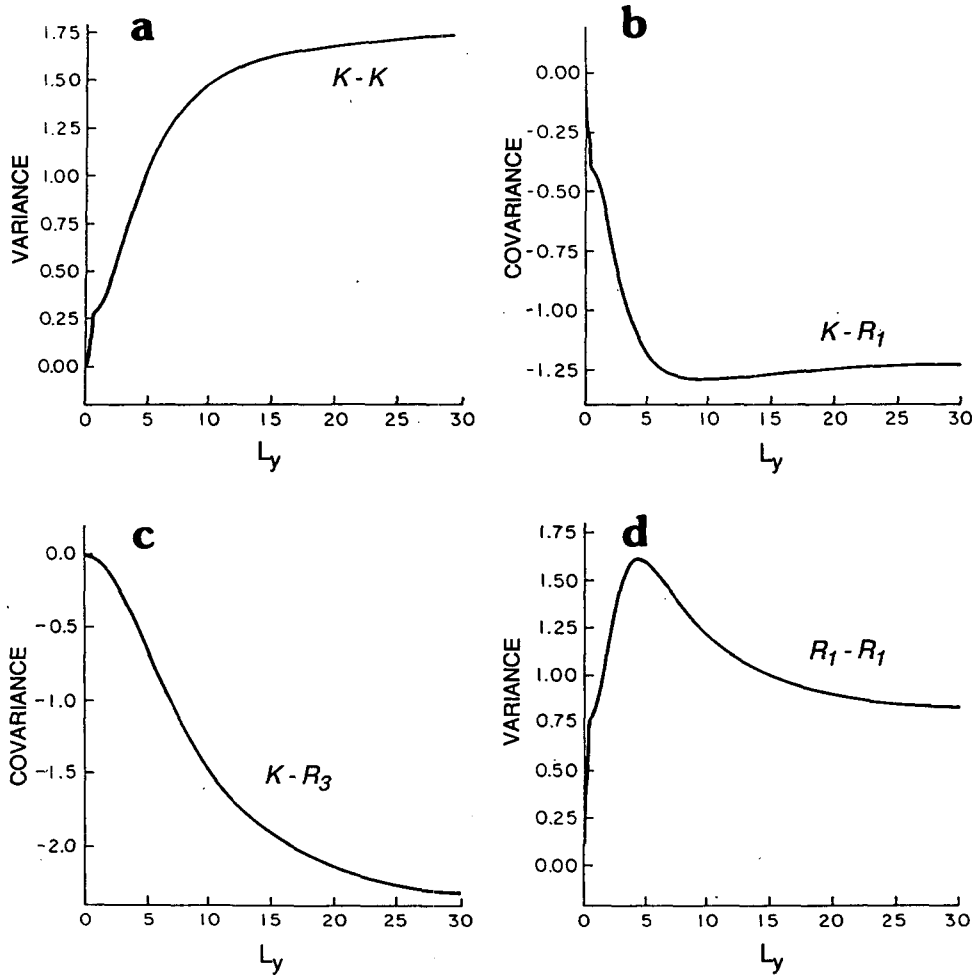 a
1.75
1.50
1.25
1.00
0.75
0.50
0.25
0.00
VARIANCE
K - K
0 5 10 15 20 25 30
Ly
b
0.00
-0.25
-0.50
-0.75
-1.00
-1.25
COVARIANCE
K - R1
0 5 10 15 20 25 30
Ly
c
0.0
-0.5
-1.0
-1.5
-2.0
COVARIANCE
K - R3
0 5 10 15 20 25 30
Ly
d
1.75
1.50
1.25
1.00
0.75
0.50
0.25
0.00
VARIANCE
R1 - R1
0 5 10 15 20 25 30
Ly